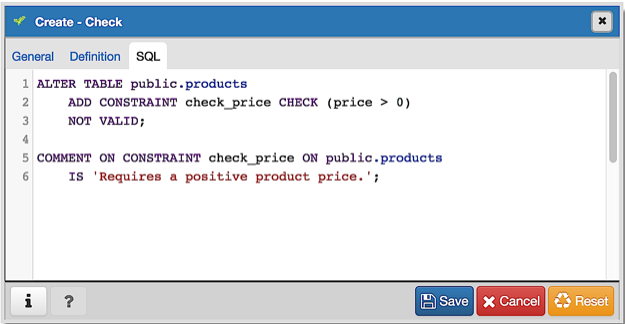 Create - Check
General Definition SQL
1 ALTER TABLE public.products
2     ADD CONSTRAINT check_price CHECK (price > 0)
3     NOT VALID;
4
5 COMMENT ON CONSTRAINT check_price ON public.products
6     IS 'Requires a positive product price.';
i ? Save Cancel Reset